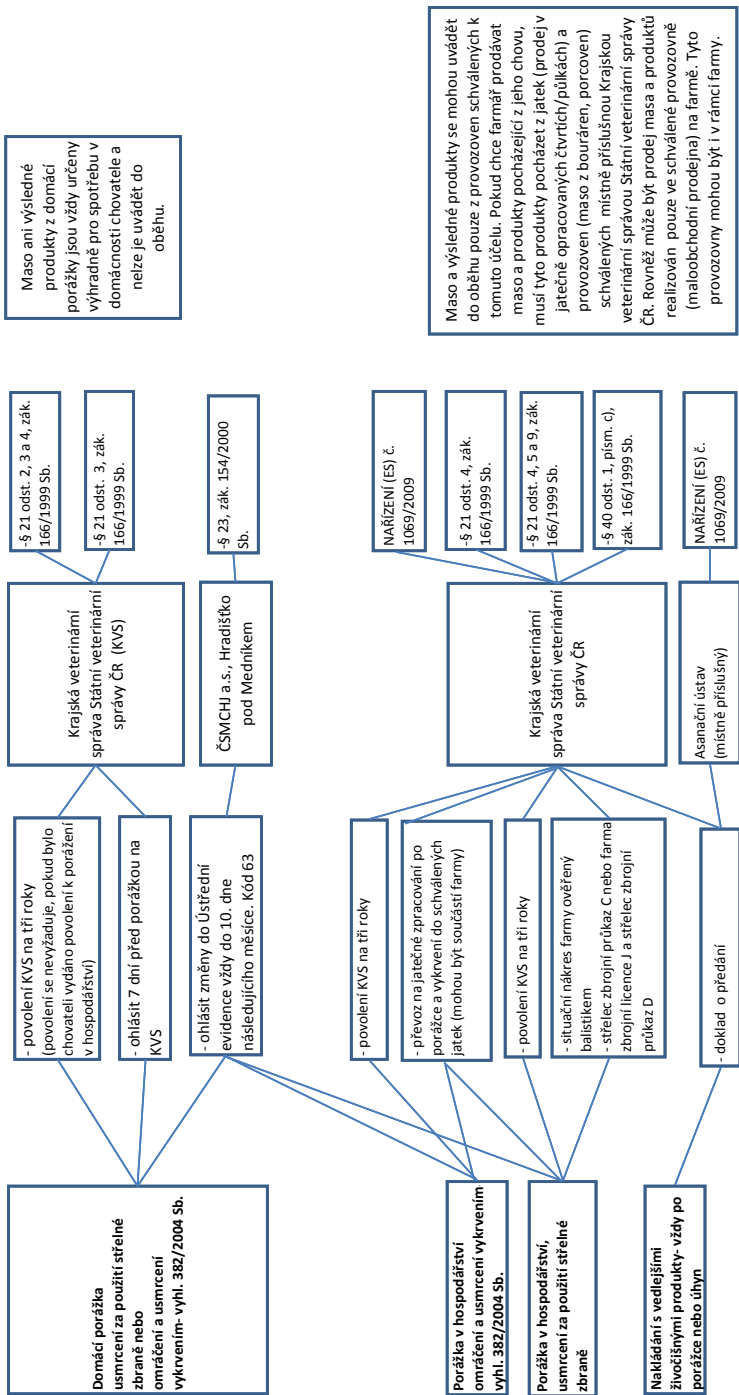 Domácí porážka
usmrcení za použití střelné
zbraně nebo
omráčení a usmrcení
vykrvením- vyhl. 382/2004 Sb.
- povolení KVS na tři roky
(povolení se nevyžaduje, pokud bylo
chovateli vydáno povolení k porážení
v hospodářství)
- ohlásit 7 dní před porážkou na
KVS
- ohlásit změny do Ústřední
evidence vždy do 10. dne
následujícího měsíce. Kód 63
Krajská veterinární
správa Státní veterinární
správy ČR (KVS)
ČSMCHJ a.s., Hradištko
pod Medníkem
-§ 21 odst. 2, 3 a 4, zák.
166/1999 Sb.
-§ 21 odst. 3, zák.
166/1999 Sb.
-§ 23, zák. 154/2000
Sb.
Maso ani výsledné
produkty z domácí
porážky jsou vždy určeny
výhradně pro spotřebu v
domácnosti chovatele a
nelze je uvádět do
oběhu.
Porážka v hospodářství
omráčení a usmrcení vykrvením-
vyhl. 382/2004 Sb.
Porážka v hospodářství,
usmrcení za použití střelné
zbraně
Nakládání s vedlejšími
živočišnými produkty- vždy po
porážce nebo úhyn
- povolení KVS na tři roky
- převoz na jatečné zpracování po
porážce a vykrvení do schválených
jatek (mohou být součástí farmy)
- povolení KVS na tři roky
- situační nákres farmy ověřený
balistikem
- střelec zbrojní průkaz C nebo farma
zbrojní licence J a střelec zbrojní
průkaz D
- doklad o předání
Krajská veterinární
správa Státní veterinární
správy ČR
Asanační ústav
(místně příslušný)
NAŘÍZENÍ (ES) č.
1069/2009
-§ 21 odst. 4, zák.
166/1999 Sb.
-§ 21 odst. 4, 5 a 9, zák.
166/1999 Sb.
-§ 40 odst. 1, písm. c),
zák. 166/1999 Sb.
NAŘÍZENÍ (ES) č.
1069/2009
Maso a výsledné produkty se mohou uvádět
do oběhu pouze z provozoven schválených k
tomuto účelu. Pokud chce farmář prodávat
maso a produkty pocházející z jeho chovu,
musí tyto produkty pocházet z jatek (prodej v
jatečně opracovaných čtvrtích/půlkách) a
provozoven (maso z bouráren, porcoven)
schválených místně příslušnou Krajskou
veterinární správou Státní veterinární správy
ČR. Rovněž může být prodej masa a produktů
realizován pouze ve schválené provozovně
(maloobchodní prodejna) na farmě. Tyto
provozovny mohou být i v rámci farmy.